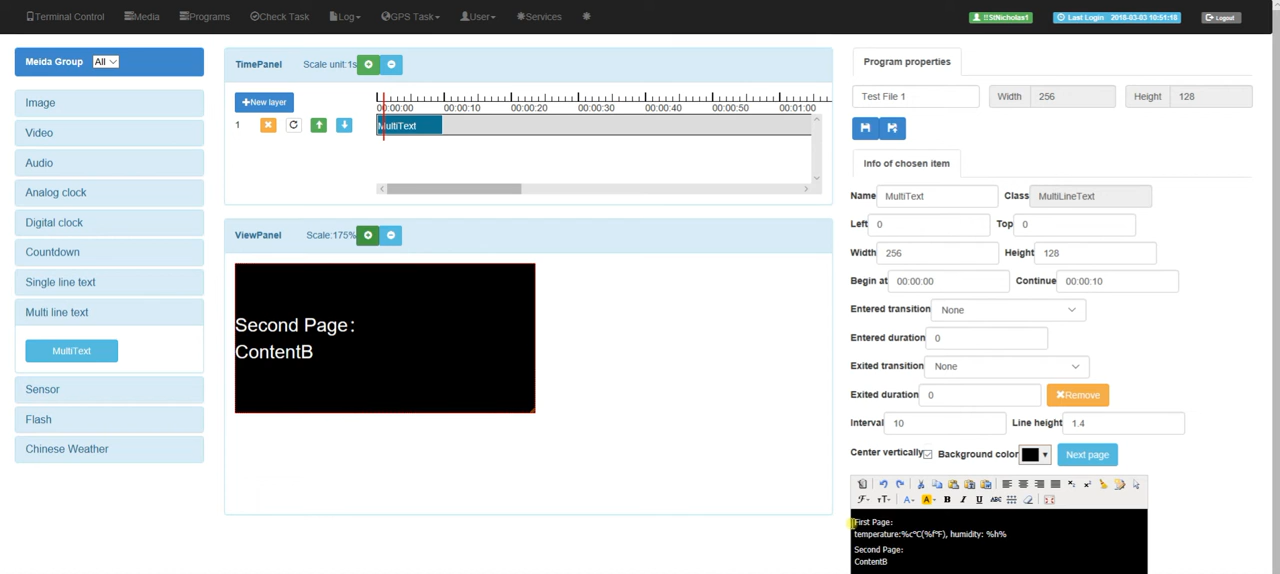 Terminal Control Media Programs Check Task Log GPS Task User Services !!StNicholas1 Last Login 2018-03-03 10:51:18 Logout
Meida Group All
Image
Video
Audio
Analog clock
Digital clock
Countdown
Single line text
Multi line text
MultiText
Sensor
Flash
Chinese Weather
TimePanel Scale unit:1s
New layer
00:00:00 00:00:10 00:00:20 00:00:30 00:00:40 00:00:50 00:01:00
1 MultiText
ViewPanel Scale:175%
Second Page:
ContentB
Program properties
Test File 1 Width 256 Height 128
Info of chosen item
Name MultiText Class MultiLineText
Left 0 Top 0
Width 256 Height 128
Begin at 00:00:00 Continue 00:00:10
Entered transition None
Entered duration 0
Exited transition None
Exited duration 0 Remove
Interval 10 Line height 1.4
Center vertically Background color Next page
First Page:
temperature:%c℃(%f℉), humidity: %h%
Second Page:
ContentB